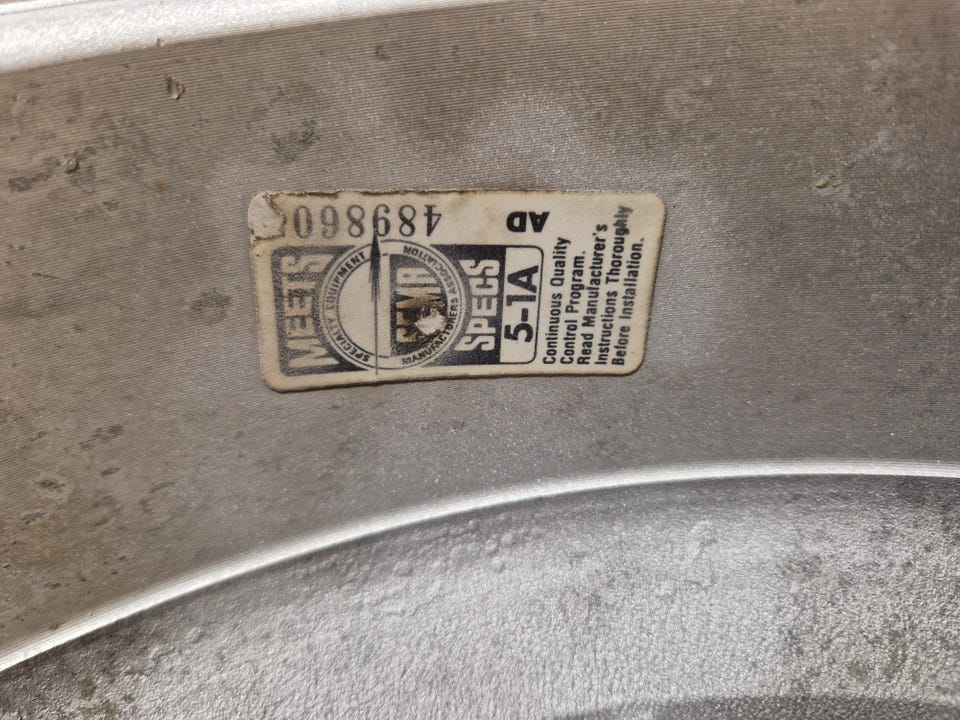 AD 489860
MEETS
SPECIALTY EQUIPMENT
MANUFACTURERS ASSOCIATION
SPECS
5-1A
Continuous Quality
Control Program.
Read Manufacturer's
Instructions Thoroughly
Before Installation.